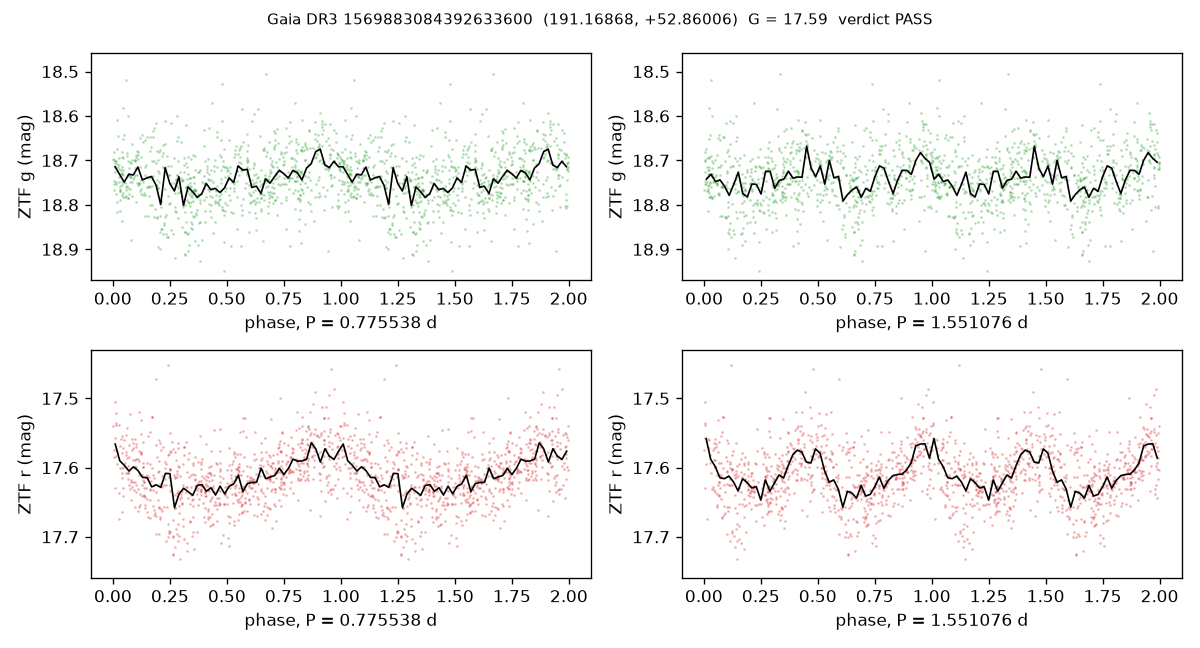 Gaia DR3 1569883084392633600 (191.16868, +52.86006) G = 17.59 verdict PASS
ZTF g (mag)
18.5
18.6
18.7
18.8
18.9
0.00 0.25 0.50 0.75 1.00 1.25 1.50 1.75 2.00
phase, P = 0.775538 d
ZTF g (mag)
18.5
18.6
18.7
18.8
18.9
0.00 0.25 0.50 0.75 1.00 1.25 1.50 1.75 2.00
phase, P = 1.551076 d
ZTF r (mag)
17.5
17.6
17.7
0.00 0.25 0.50 0.75 1.00 1.25 1.50 1.75 2.00
phase, P = 0.775538 d
ZTF r (mag)
17.5
17.6
17.7
0.00 0.25 0.50 0.75 1.00 1.25 1.50 1.75 2.00
phase, P = 1.551076 d